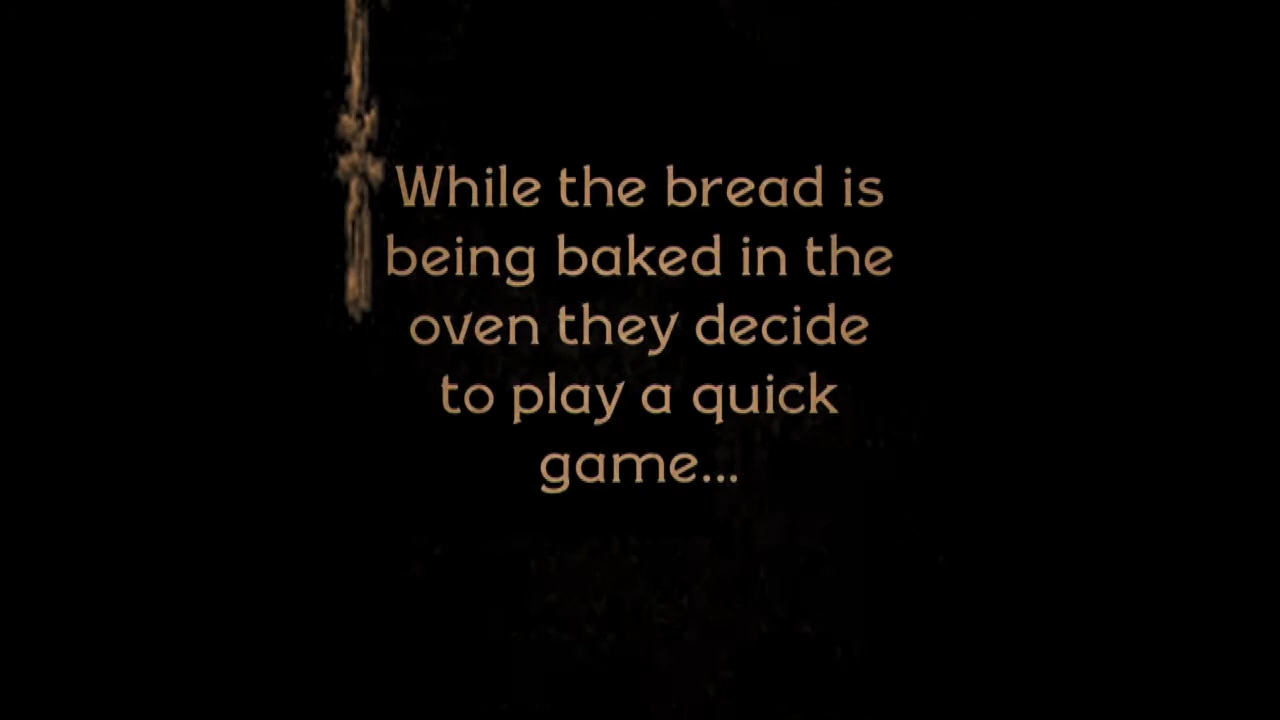 While the bread is
being baked in the
oven they decide
to play a quick
game...